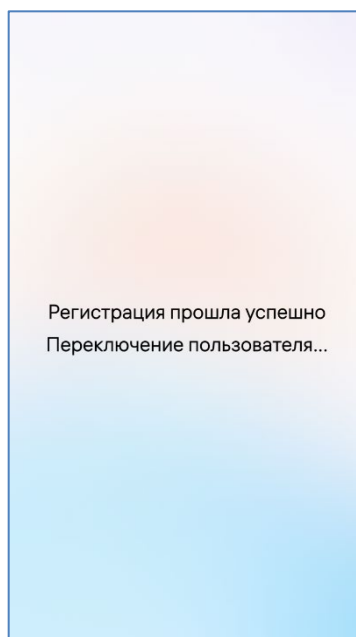 Регистрация прошла успешно
Переключение пользователя...